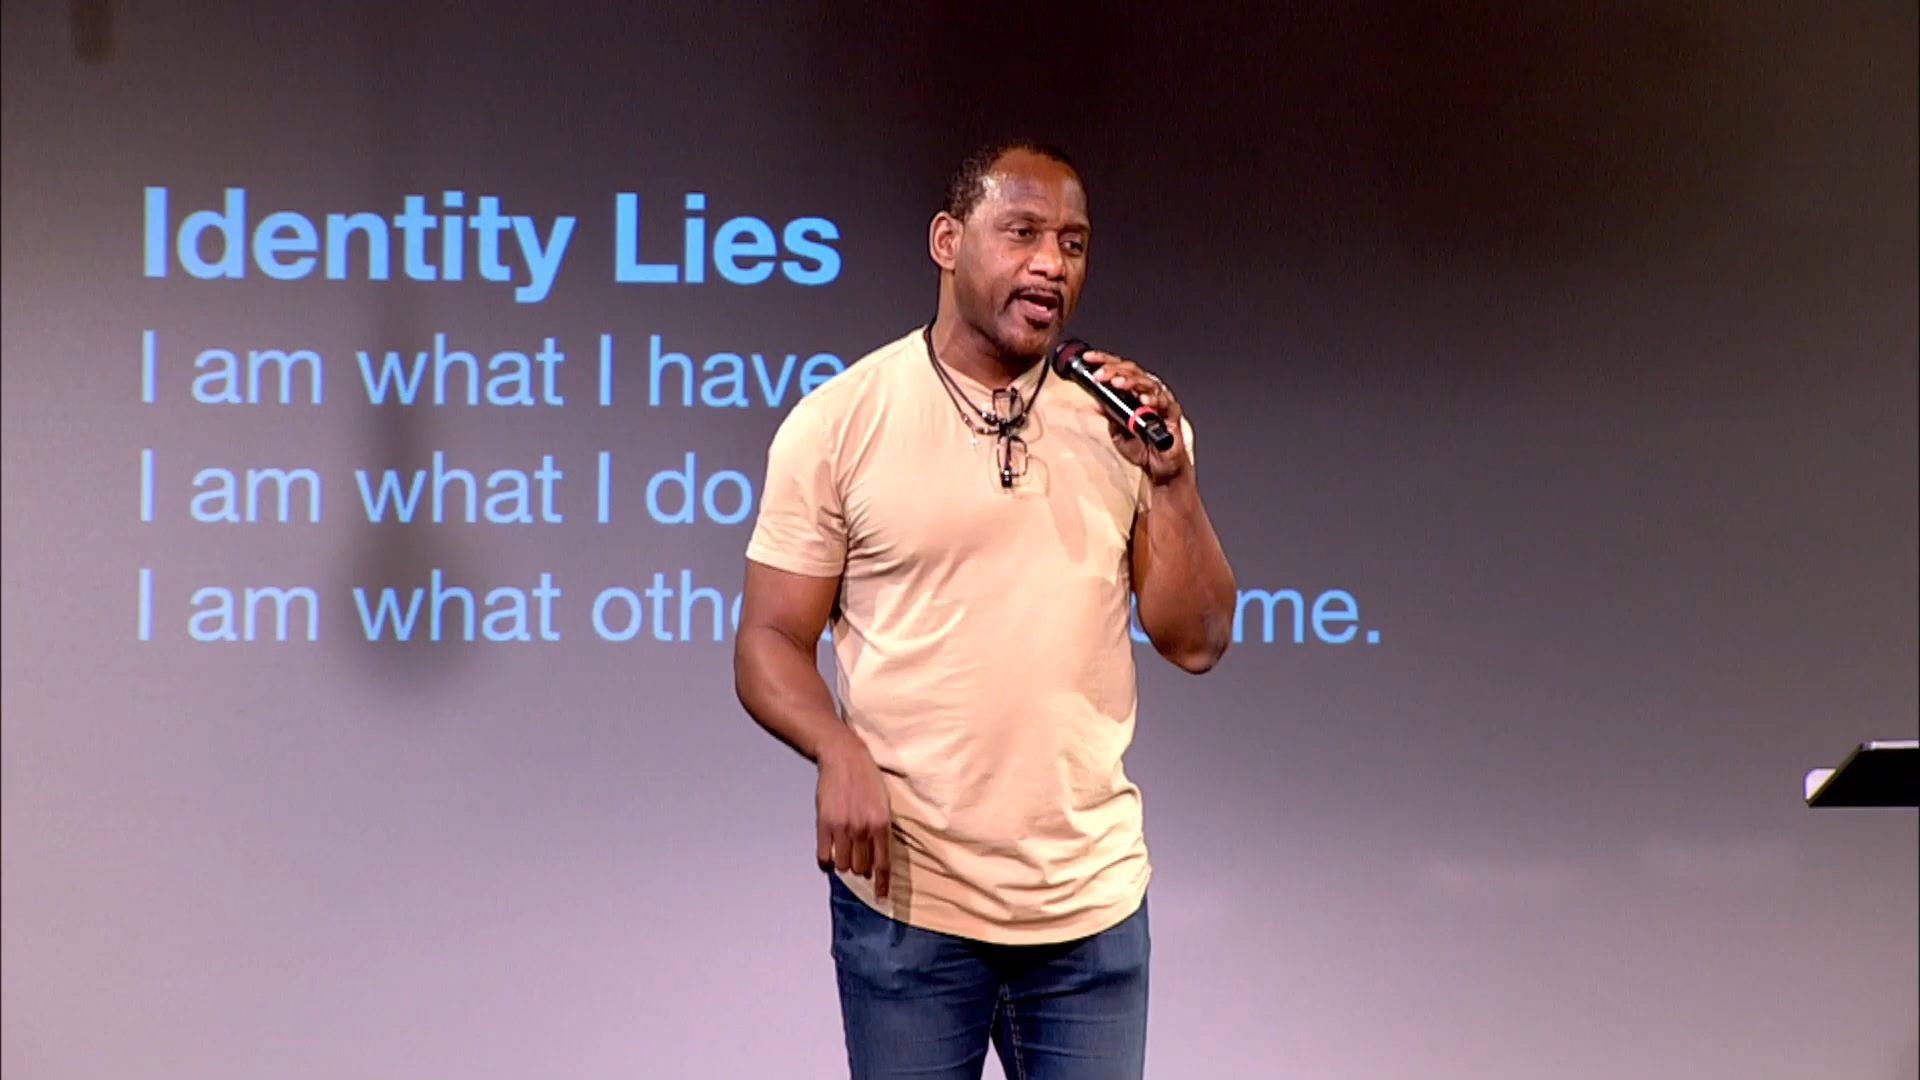 Identity Lies
I am what I have
I am what I do
I am what me.